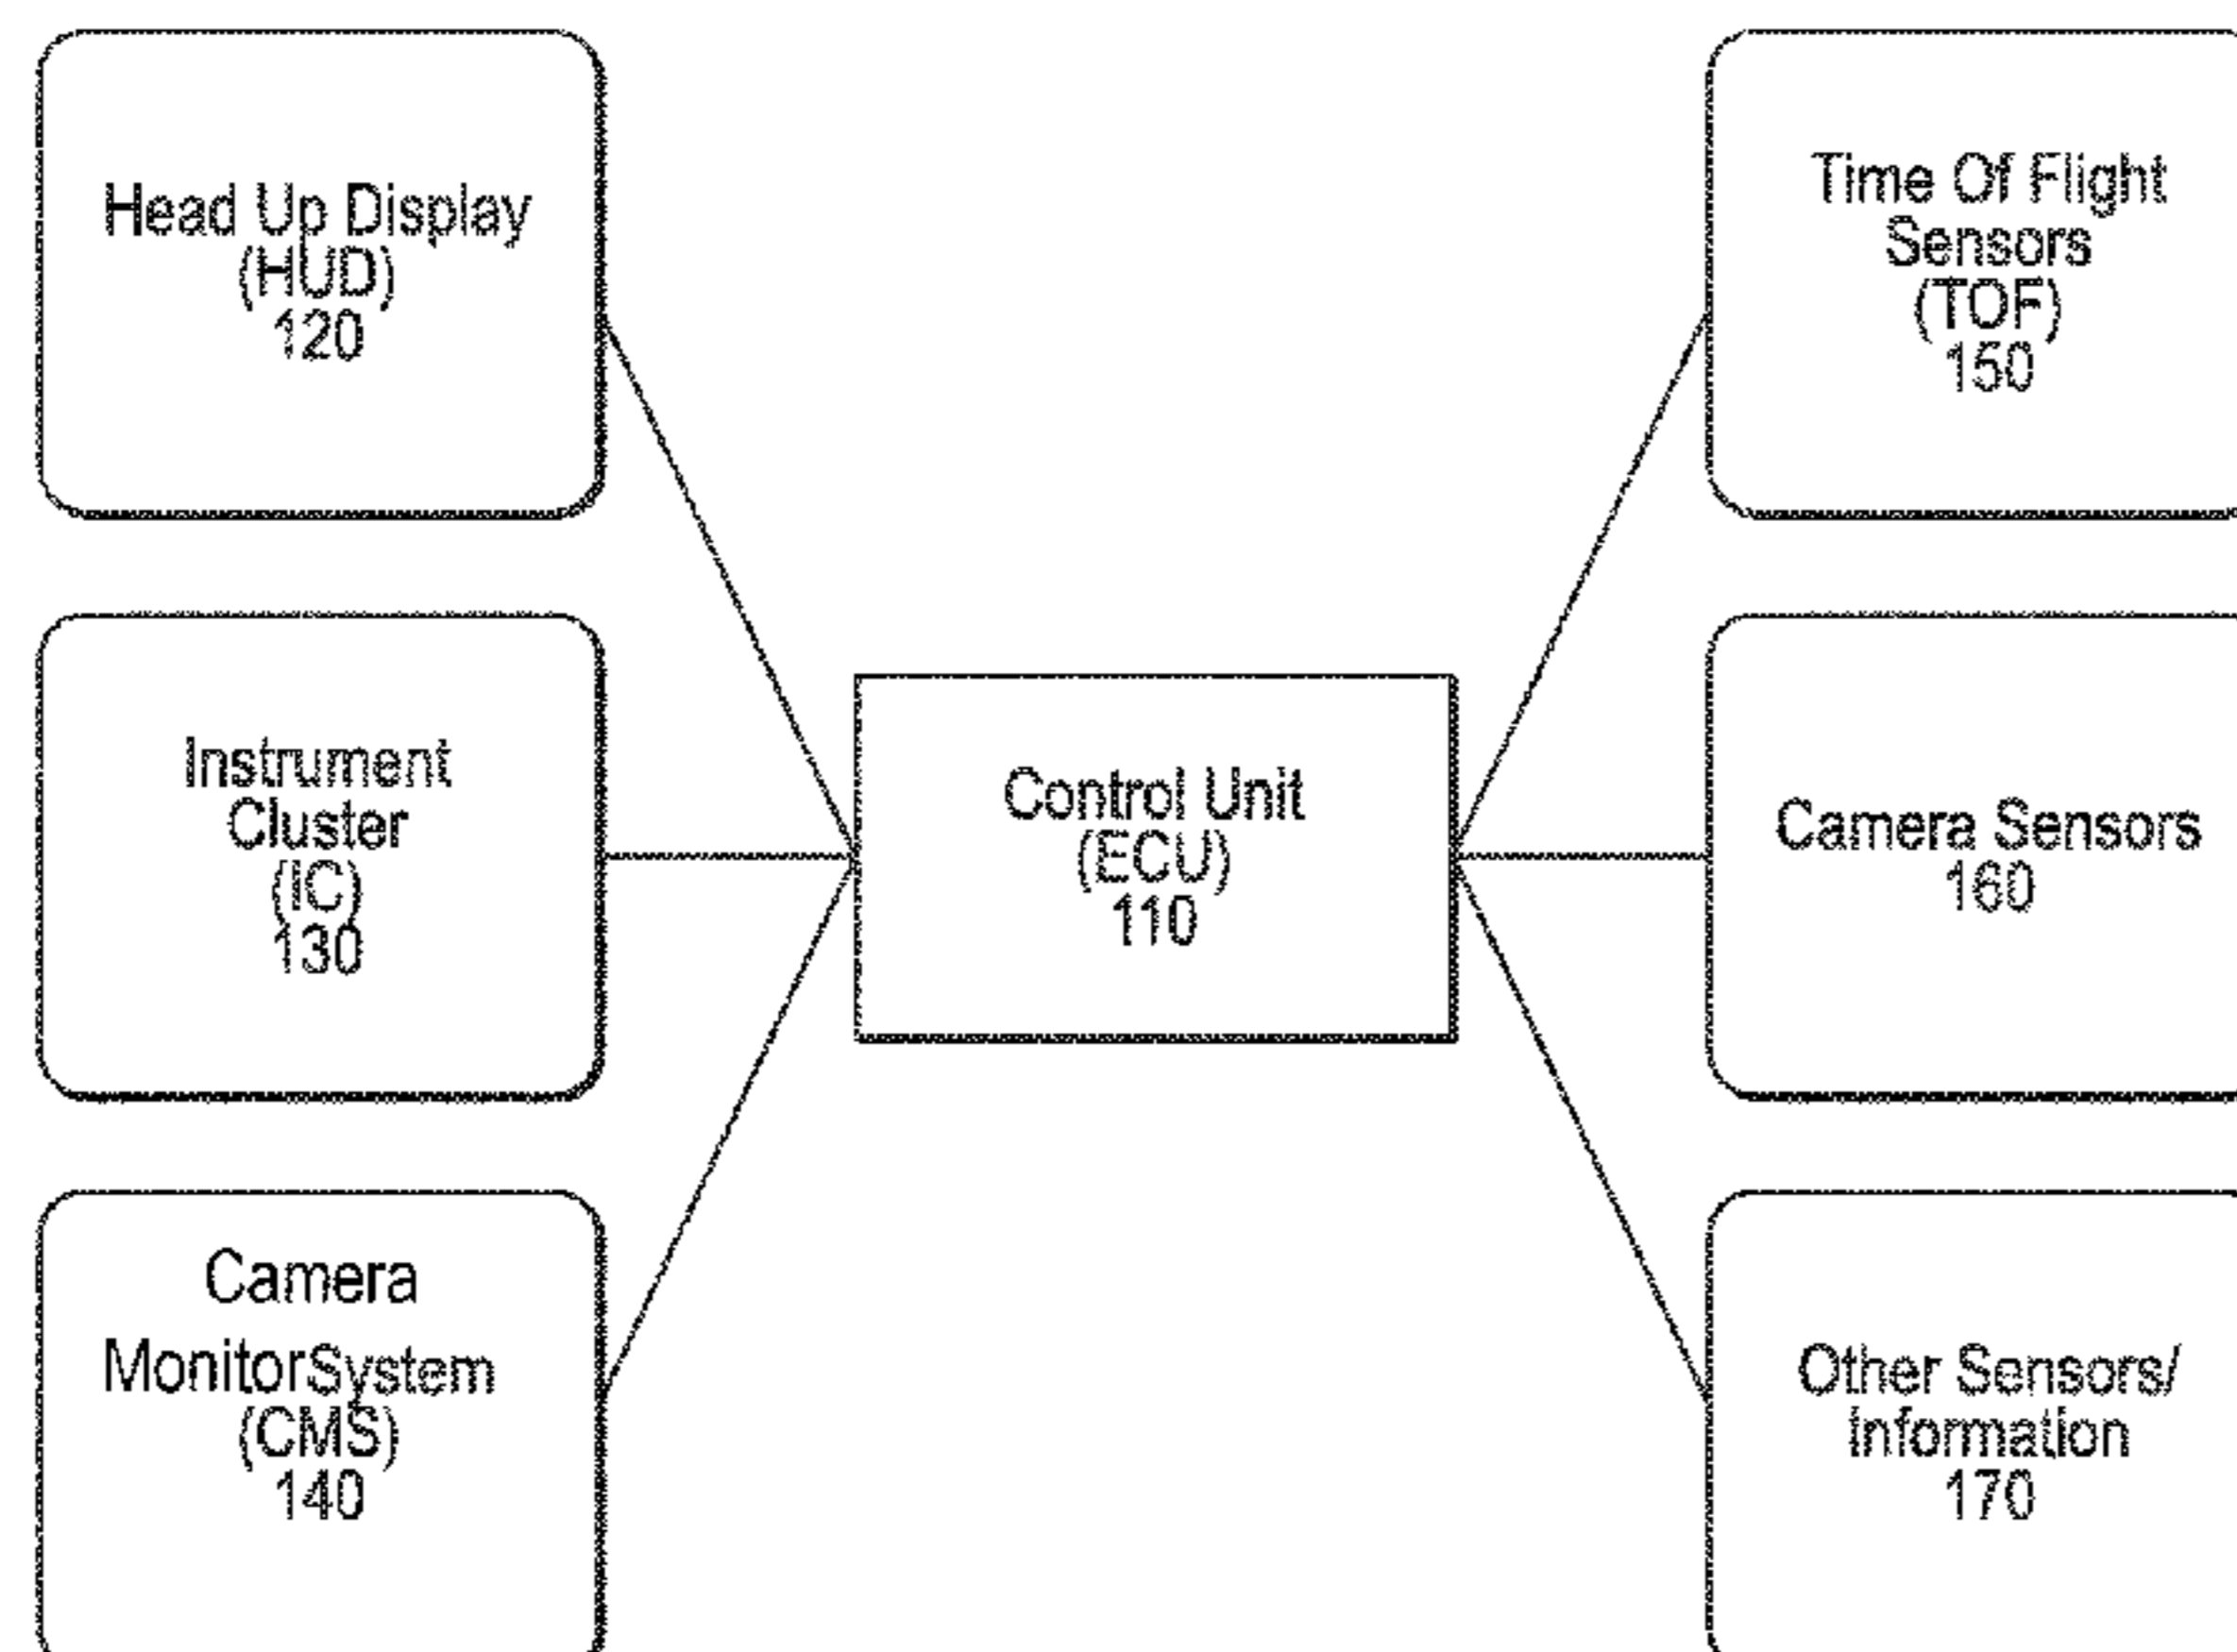 Head Up Display
(HUD)
120
Instrument
Cluster
(IC)
130
Camera
MonitorSystem
(CMS)
140
Control Unit
(ECU)
110
Time Of Flight
Sensors
(TOF)
150
Camera Sensors
160
Other Sensors/
Information
170